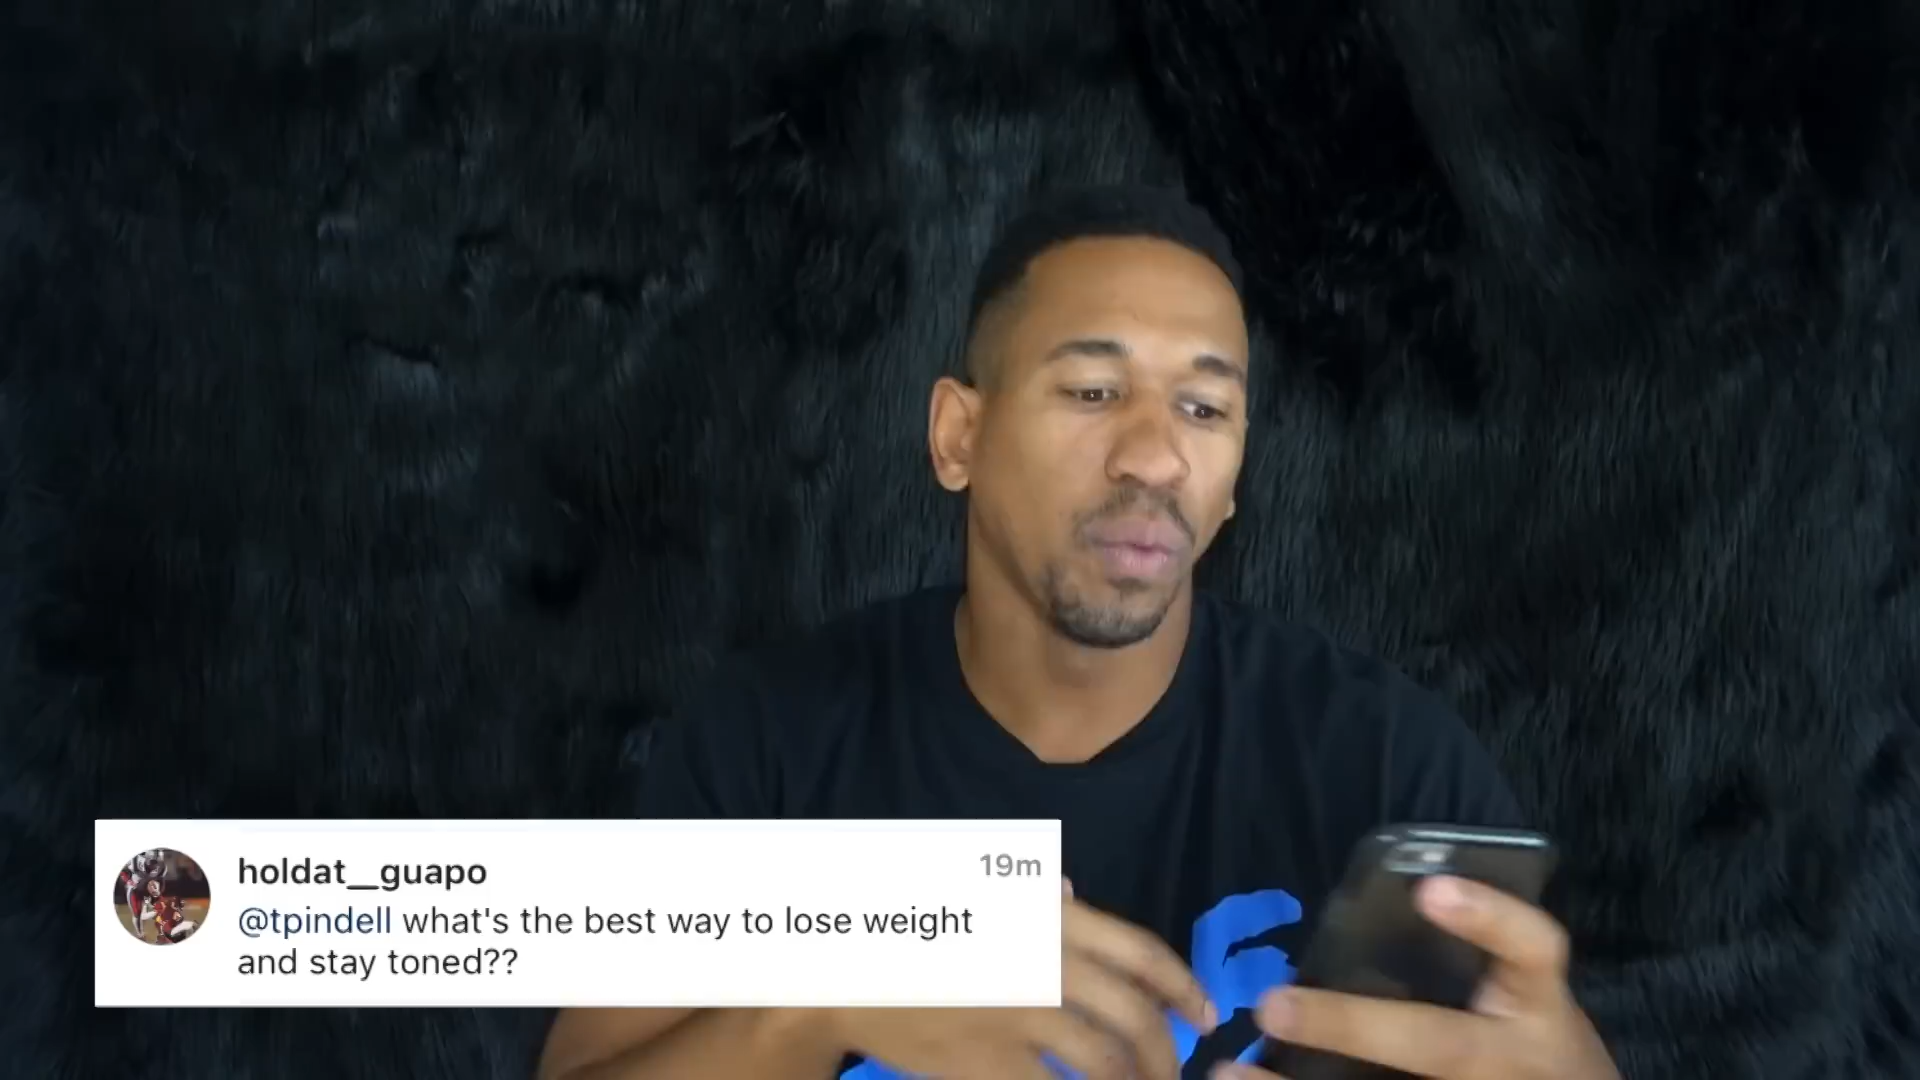 holdat__guapo 19m
@tpindell what's the best way to lose weight
and stay toned??